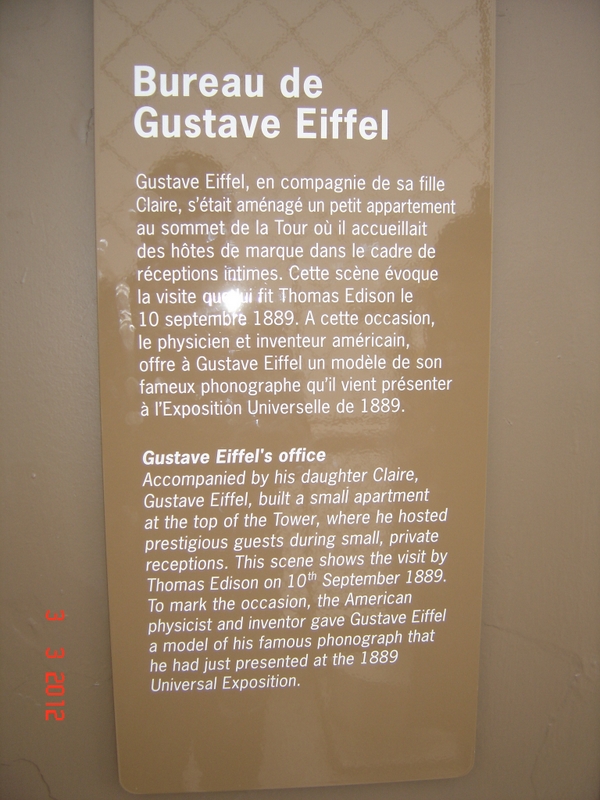 Bureau de
Gustave Eiffel
Gustave Eiffel, en compagnie de sa fille
Claire, s'était aménagé un petit appartement
au sommet de la Tour où il accueillait
des hôtes de marque dans le cadre de
réceptions intimes. Cette scène évoque
la visite que lui fit Thomas Edison le
10 septembre 1889. A cette occasion,
le physicien et inventeur américain,
offre à Gustave Eiffel un modèle de son
fameux phonographe qu'il vient présenter
à l'Exposition Universelle de 1889.
Gustave Eiffel's office
Accompanied by his daughter Claire,
Gustave Eiffel, built a small apartment
at the top of the Tower, where he hosted
prestigious guests during small, private
receptions. This scene shows the visit by
Thomas Edison on 10th September 1889.
To mark the occasion, the American
physicist and inventor gave Gustave Eiffel
a model of his famous phonograph that
he had just presented at the 1889
Universal Exposition.
3 3 2012